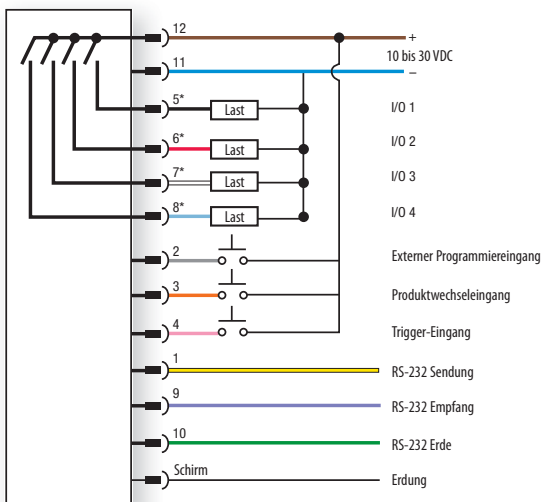 12
+
10 bis 30 VDC
11
−
5*
Last
I/O 1
6*
Last
I/O 2
7*
Last
I/O 3
8*
Last
I/O 4
2
Externer Programmiereingang
3
Produktwechseleingang
4
Trigger-Eingang
1
RS-232 Sendung
9
RS-232 Empfang
10
RS-232 Erde
Schirm
Erdung